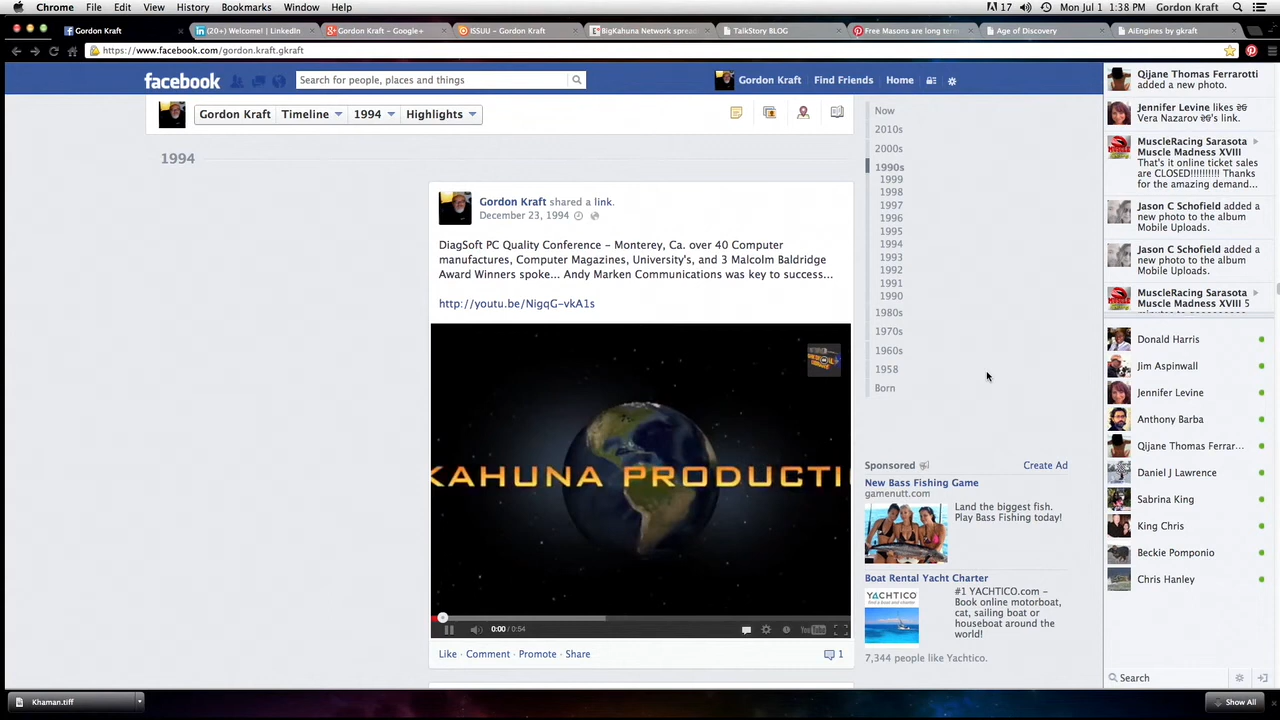 Chrome File Edit View History Bookmarks Window Help
17 Mon Jul 1 1:38 PM Gordon Kraft
Gordon Kraft
(20+) Welcome! | LinkedIn
Gordon Kraft - Google+
ISSUU - Gordon Kraft
BigKahuna Network sprea
TalkStory BLOG
Free Masons are long term
Age of Discovery
AiEngines by gkraft
https://www.facebook.com/gordon.kraft.gkraft
facebook
Search for people, places and things
Gordon Kraft Find Friends Home
Gordon Kraft Timeline 1994 Highlights
1994
Gordon Kraft shared a link.
December 23, 1994
DiagSoft PC Quality Conference - Monterey, Ca. over 40 Computer
manufactures, Computer Magazines, University's, and 3 Malcolm Baldridge
Award Winners spoke... Andy Marken Communications was key to success...
http://youtu.be/NigqG-vkA1s
KAHUNA PRODUCTI
0:00 / 0:54
You Tube
Like · Comment · Promote · Share
1
Now
2010s
2000s
1990s
1999
1998
1997
1996
1995
1994
1993
1992
1991
1990
1980s
1970s
1960s
1958
Born
Sponsored
Create Ad
New Bass Fishing Game
gamenutt.com
Land the biggest fish.
Play Bass Fishing today!
Boat Rental Yacht Charter
YACHTICO
#1 YACHTICO.com -
Book online motorboat,
cat, sailing boat or
houseboat around the
world!
7,344 people like Yachtico.
Qijane Thomas Ferrarotti
added a new photo.
Jennifer Levine likes
Vera Nazarov 's link.
MuscleRacing Sarasota
Muscle Madness XVIII
That's it online ticket sales
are CLOSED!!!!!!!!!! Thanks
for the amazing demand...
Jason C Schofield added a
new photo to the album
Mobile Uploads.
Jason C Schofield added a
new photo to the album
Mobile Uploads.
MuscleRacing Sarasota
Muscle Madness XVIII 5
Donald Harris
Jim Aspinwall
Jennifer Levine
Anthony Barba
Qijane Thomas Ferrar...
Daniel J Lawrence
Sabrina King
King Chris
Beckie Pomponio
Chris Hanley
Search
Khaman.tiff
Show All